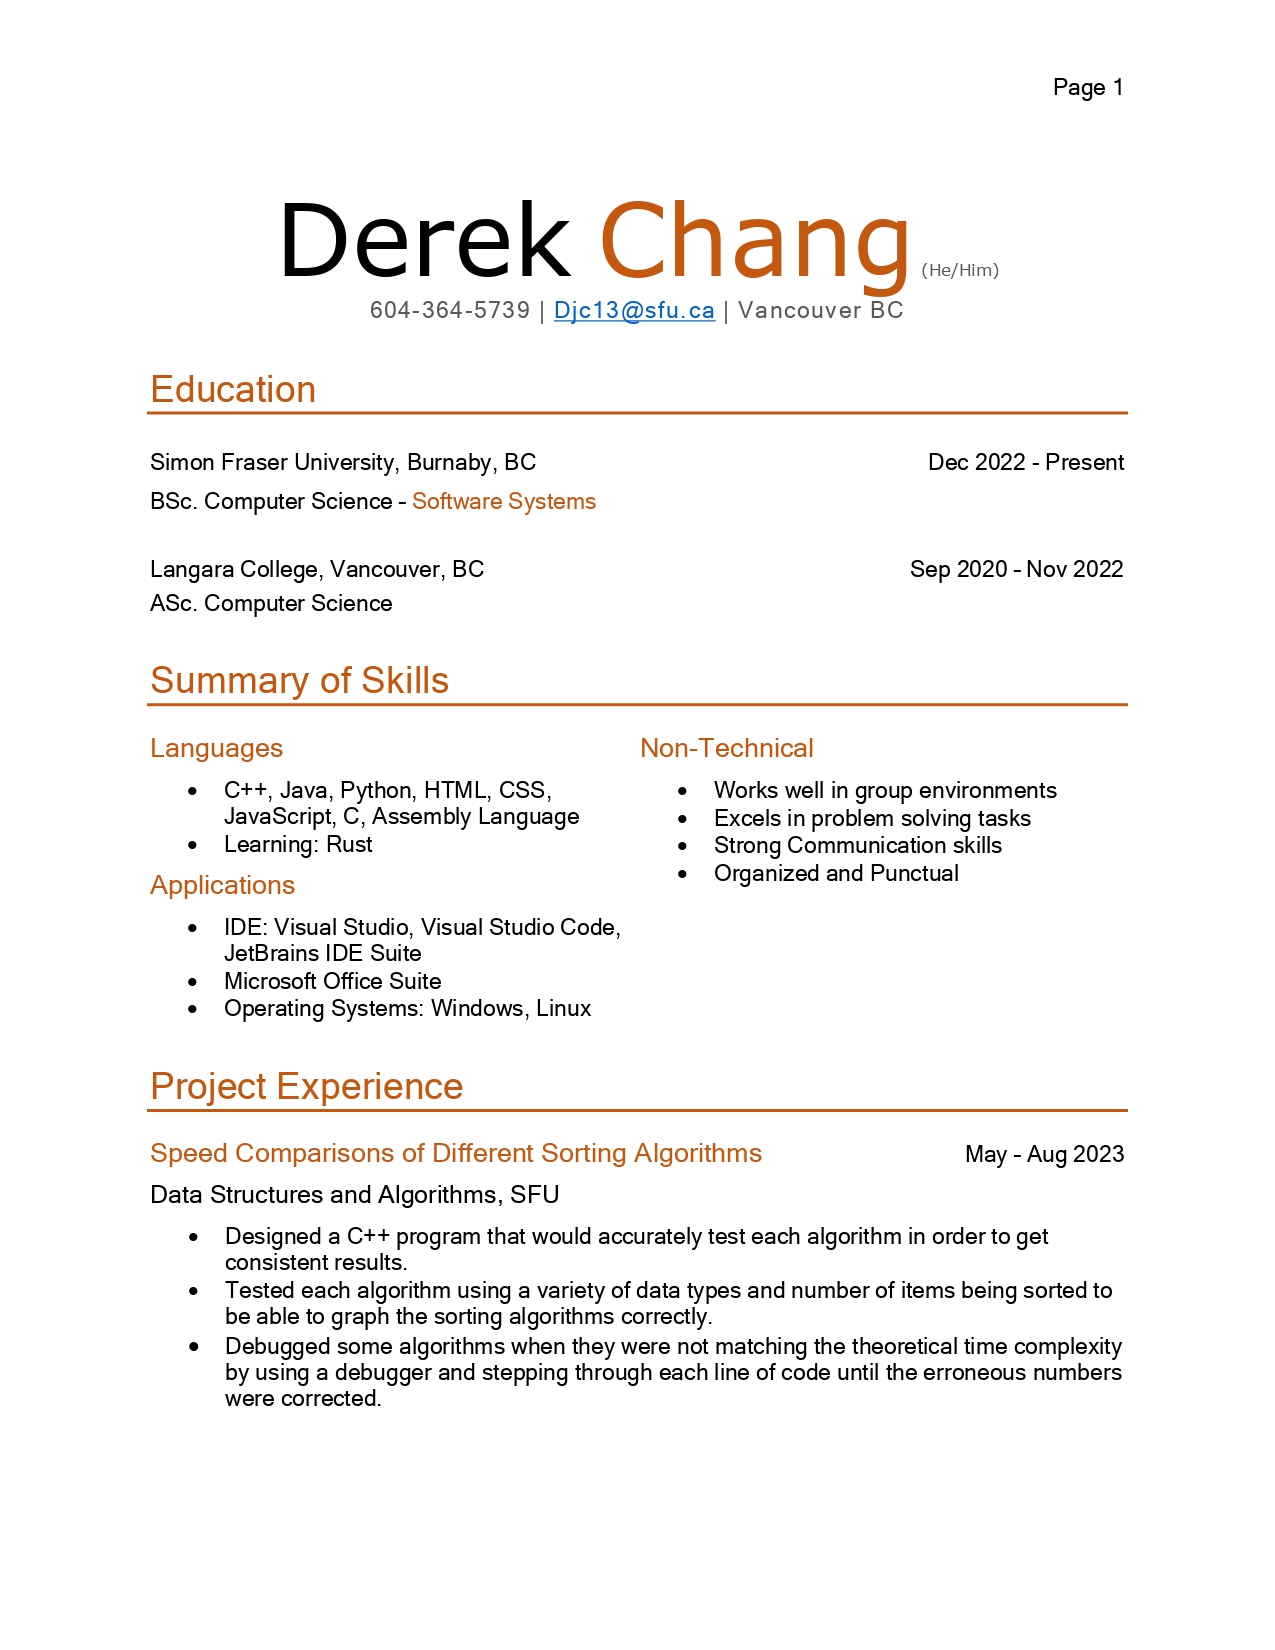 Page 1
Derek Chang (He/Him)
604-364-5739 | Djc13@sfu.ca | Vancouver BC
Education
Simon Fraser University, Burnaby, BC Dec 2022 - Present
BSc. Computer Science – Software Systems
Langara College, Vancouver, BC Sep 2020 - Nov 2022
ASc. Computer Science
Summary of Skills
Languages
• C++, Java, Python, HTML, CSS,
JavaScript, C, Assembly Language
• Learning: Rust
Applications
• IDE: Visual Studio, Visual Studio Code,
JetBrains IDE Suite
• Microsoft Office Suite
• Operating Systems: Windows, Linux
Non-Technical
• Works well in group environments
• Excels in problem solving tasks
• Strong Communication skills
• Organized and Punctual
Project Experience
Speed Comparisons of Different Sorting Algorithms May - Aug 2023
Data Structures and Algorithms, SFU
• Designed a C++ program that would accurately test each algorithm in order to get
consistent results.
• Tested each algorithm using a variety of data types and number of items being sorted to
be able to graph the sorting algorithms correctly.
• Debugged some algorithms when they were not matching the theoretical time complexity
by using a debugger and stepping through each line of code until the erroneous numbers
were corrected.